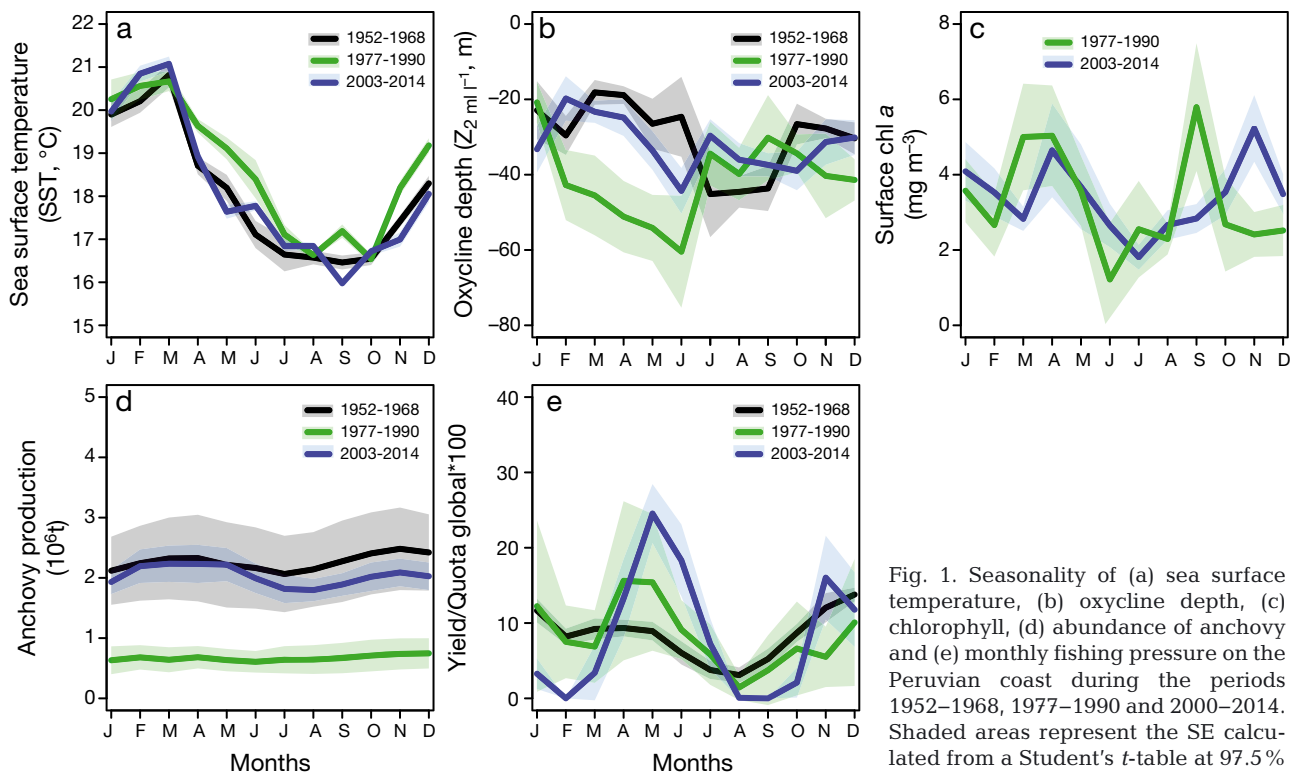 a
1952-1968
1977-1990
2003-2014
Sea surface temperature
(SST, °C)
22
21
20
19
18
17
16
15
J F M A M J J A S O N D
b
1952-1968
1977-1990
2003-2014
Oxycline depth (Z2 ml l–1, m)
0
–20
–40
–60
–80
J F M A M J J A S O N D
c
1977-1990
2003-2014
Surface chl a
(mg m–3)
8
6
4
2
0
J F M A M J J A S O N D
d
1952-1968
1977-1990
2003-2014
Anchovy production
(106t)
5
4
3
2
1
0
J F M A M J J A S O N D
Months
e
1952-1968
1977-1990
2003-2014
Yield/Quota global*100
40
30
20
10
0
J F M A M J J A S O N D
Months
Fig. 1. Seasonality of (a) sea surface
temperature, (b) oxycline depth, (c)
chlorophyll, (d) abundance of anchovy
and (e) monthly fishing pressure on the
Peruvian coast during the periods
1952–1968, 1977–1990 and 2000–2014.
Shaded areas represent the SE calcu-
lated from a Student's t-table at 97.5%